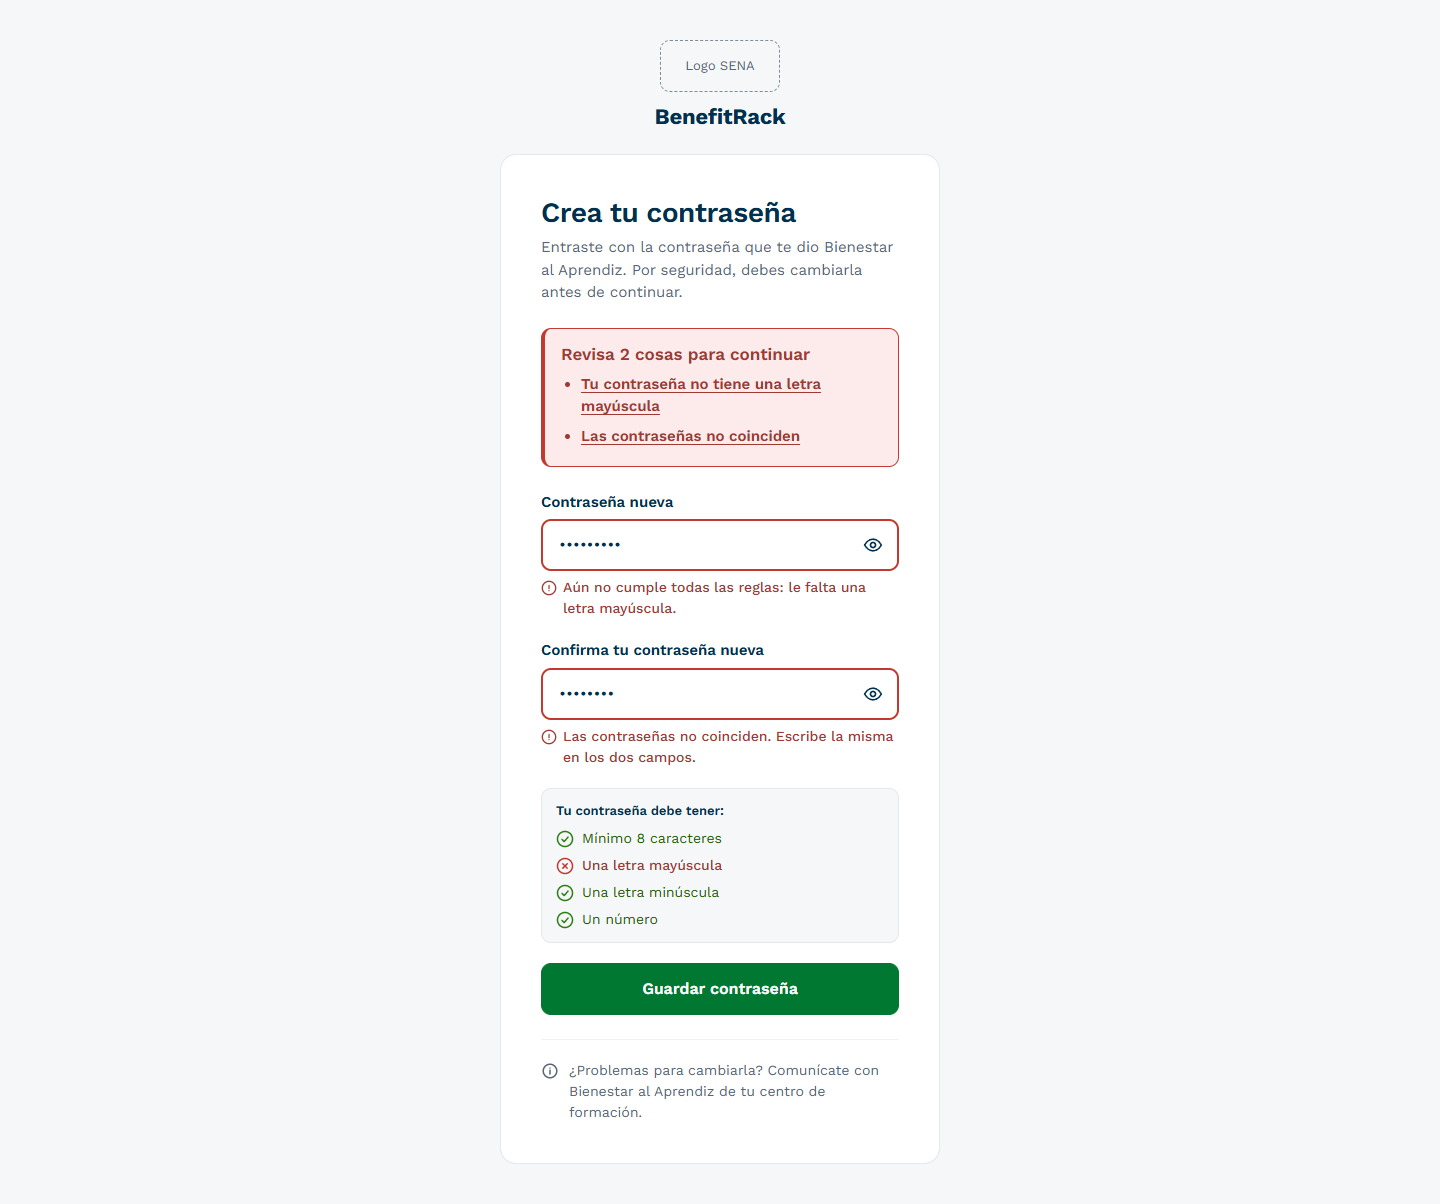 Logo SENA
BenefitRack
Crea tu contraseña
Entraste con la contraseña que te dio Bienestar
al Aprendiz. Por seguridad, debes cambiarla
antes de continuar.
Revisa 2 cosas para continuar
• Tu contraseña no tiene una letra
mayúscula
• Las contraseñas no coinciden
Contraseña nueva
•••••••••
Aún no cumple todas las reglas: le falta una
letra mayúscula.
Confirma tu contraseña nueva
••••••••
Las contraseñas no coinciden. Escribe la misma
en los dos campos.
Tu contraseña debe tener:
Mínimo 8 caracteres
Una letra mayúscula
Una letra minúscula
Un número
Guardar contraseña
¿Problemas para cambiarla? Comunícate con
Bienestar al Aprendiz de tu centro de
formación.